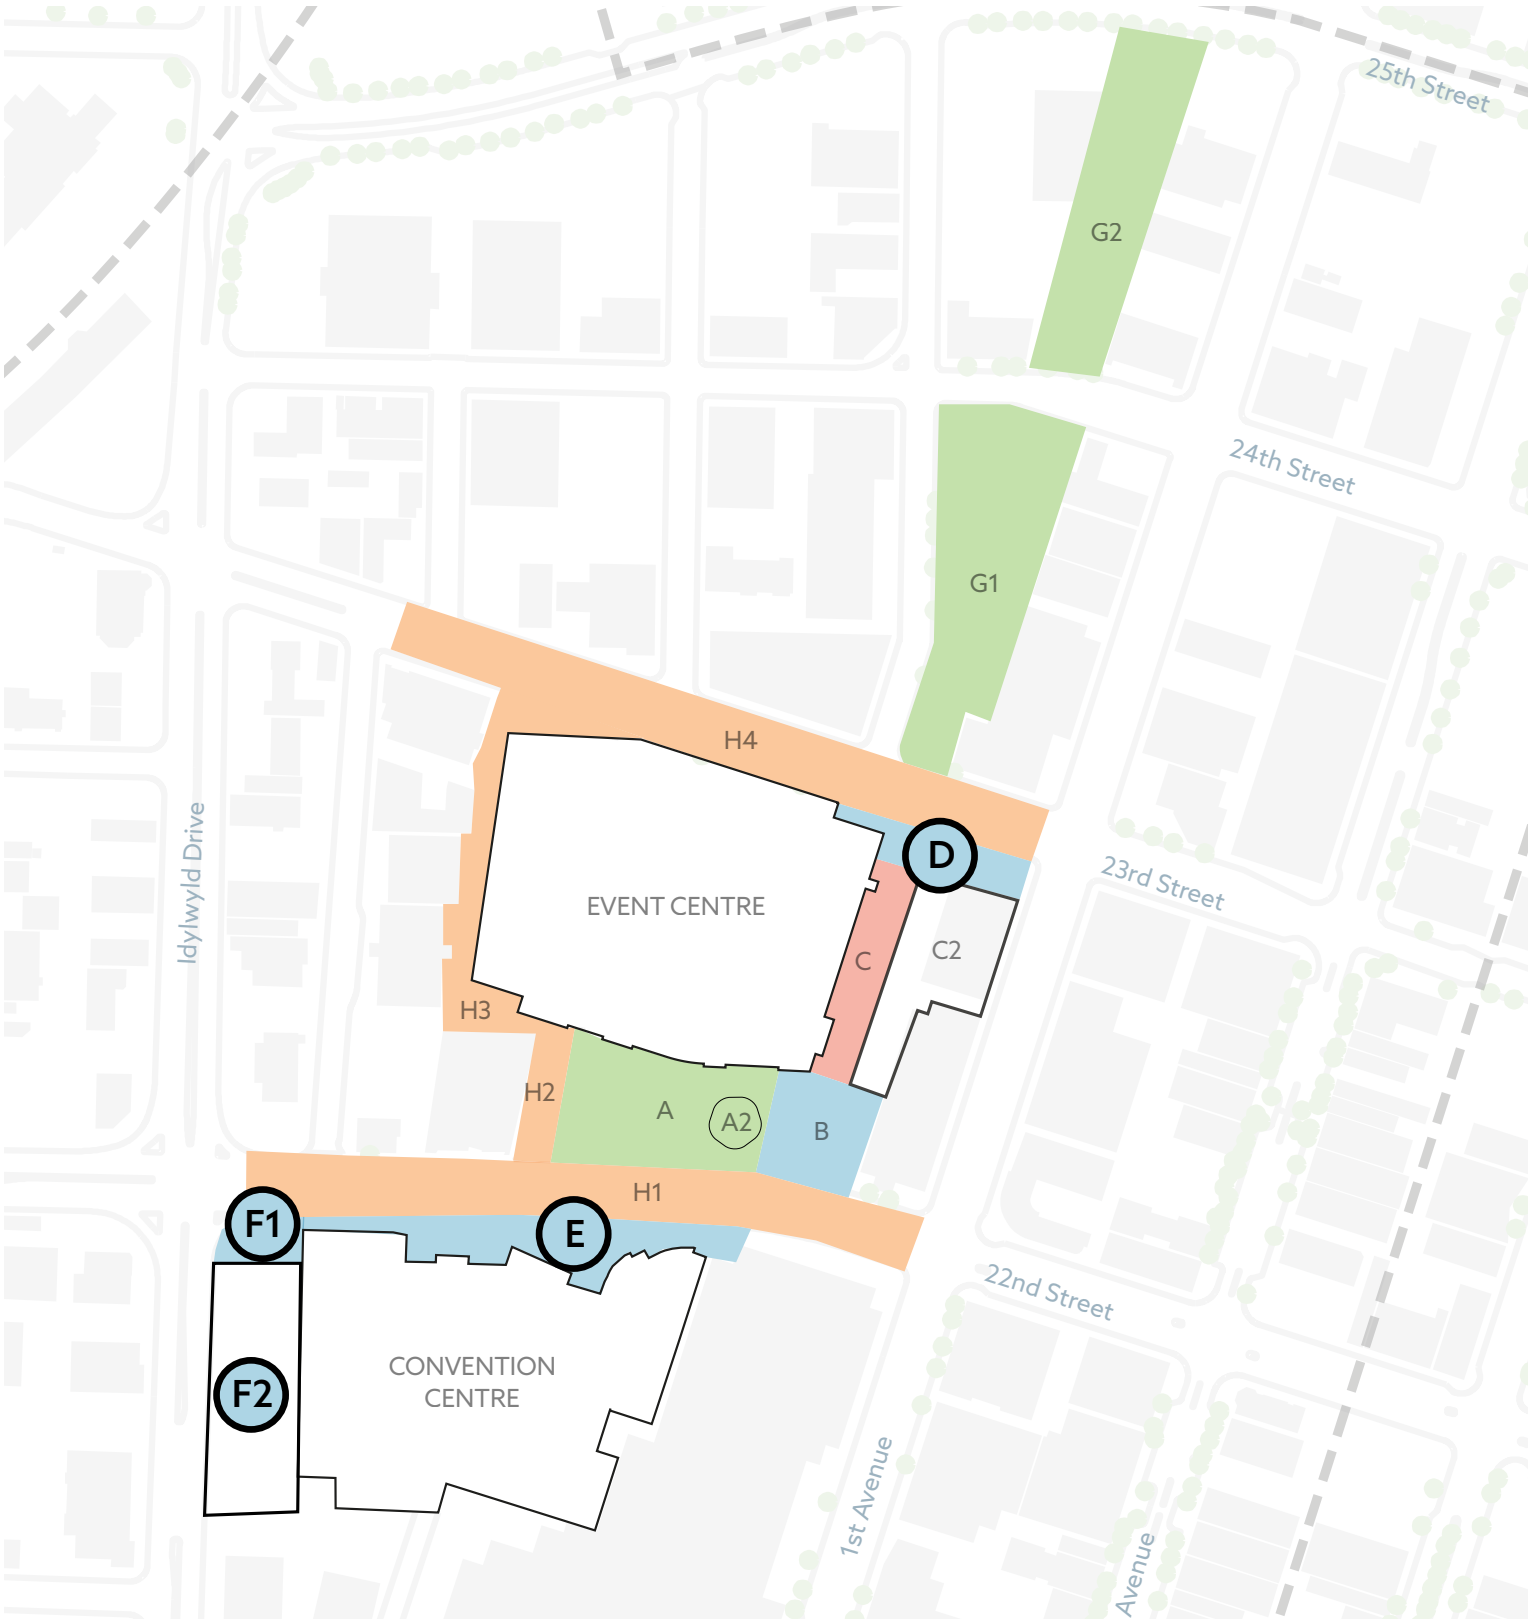 25th Street
G2
24th Street
G1
H4
D
23rd Street
Idylwyld Drive
EVENT CENTRE
C2
C
H3
H2
A
A2
B
H1
F1
E
22nd Street
CONVENTION
CENTRE
F2
1st Avenue
Avenue